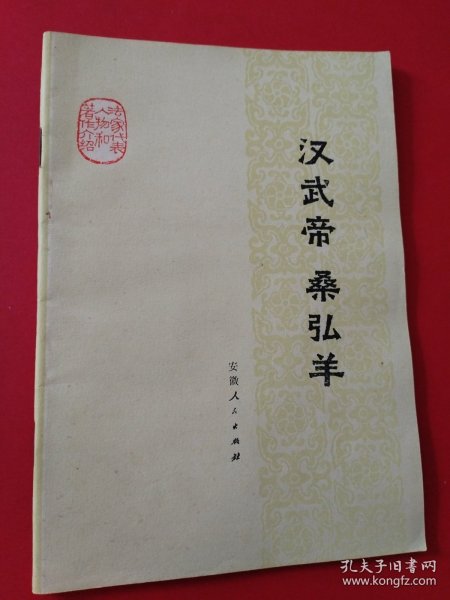 法家代表
人物和
著作介绍
汉武帝 桑弘羊
安徽人民出版社
孔夫子旧书网
www.kongfz.com